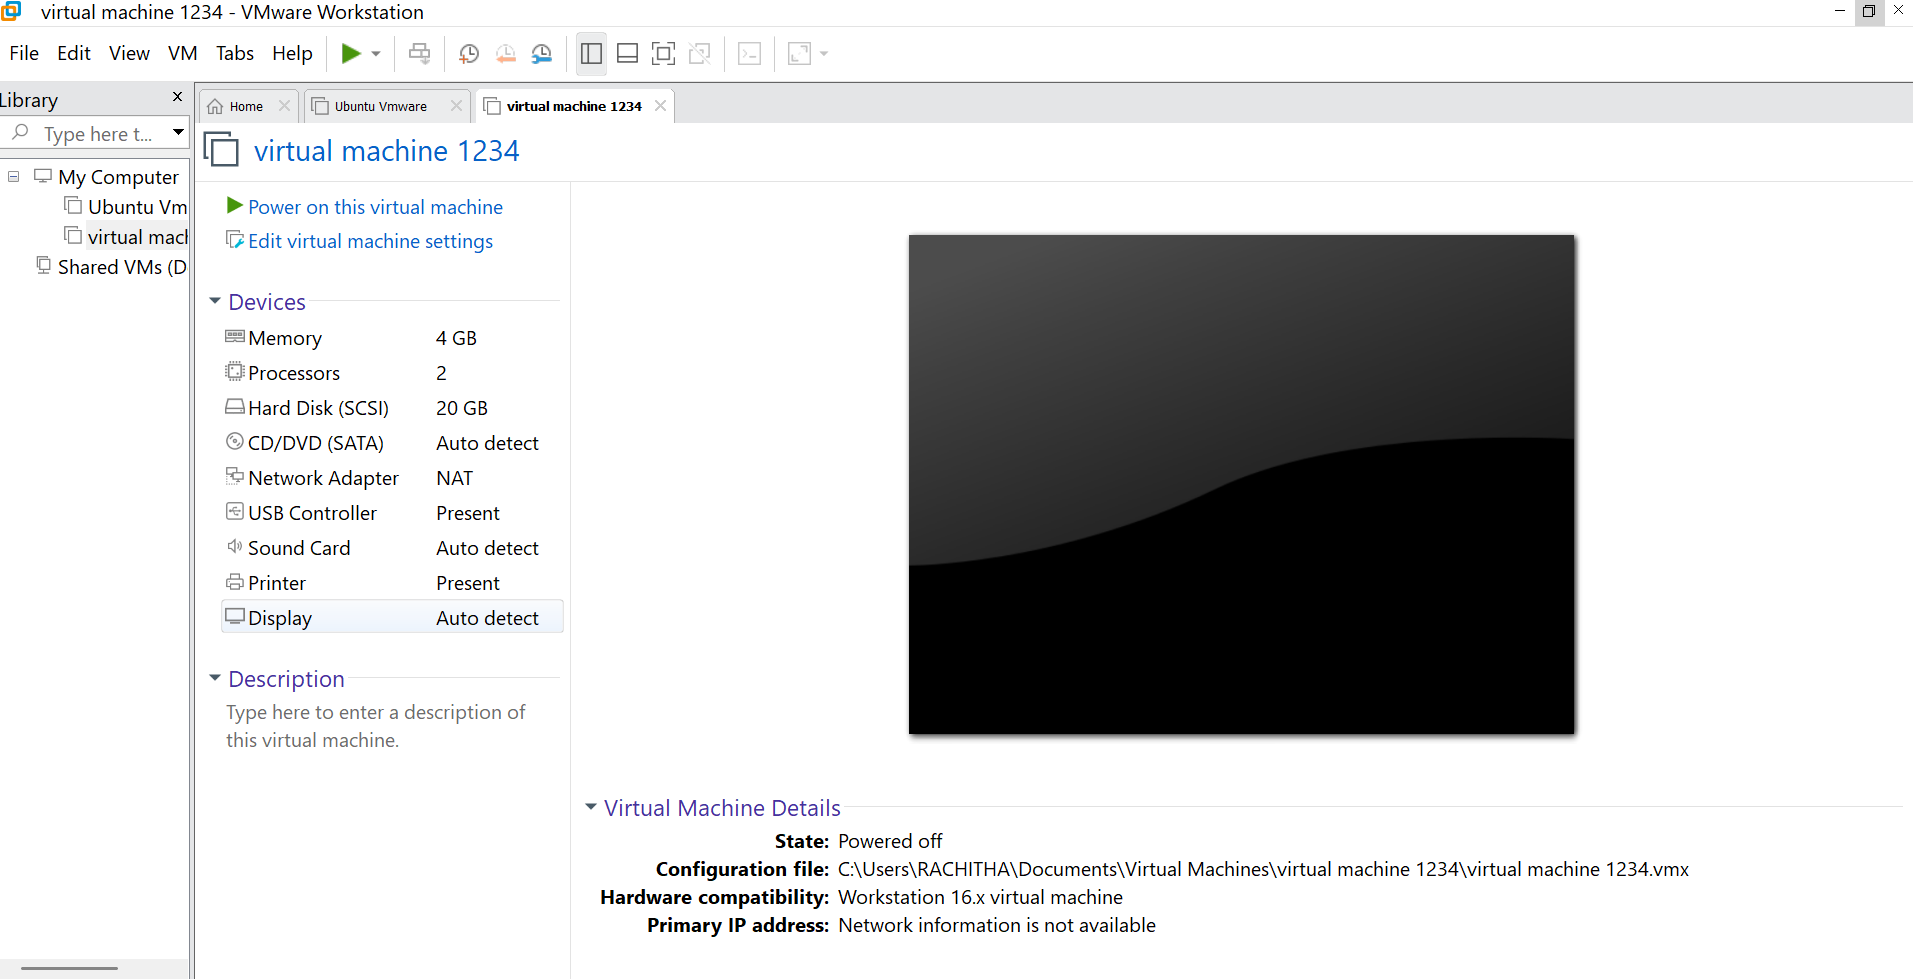 virtual machine 1234 - VMware Workstation
File Edit View VM Tabs Help
Library
Type here t...
My Computer
Ubuntu Vm
virtual mach
Shared VMs (D
Home
Ubuntu Vmware
virtual machine 1234
virtual machine 1234
Power on this virtual machine
Edit virtual machine settings
Devices
Memory 4 GB
Processors 2
Hard Disk (SCSI) 20 GB
CD/DVD (SATA) Auto detect
Network Adapter NAT
USB Controller Present
Sound Card Auto detect
Printer Present
Display Auto detect
Description
Type here to enter a description of
this virtual machine.
Virtual Machine Details
State: Powered off
Configuration file: C:\Users\RACHITHA\Documents\Virtual Machines\virtual machine 1234\virtual machine 1234.vmx
Hardware compatibility: Workstation 16.x virtual machine
Primary IP address: Network information is not available